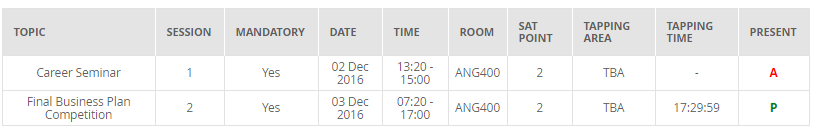 TOPIC SESSION MANDATORY DATE TIME ROOM SAT POINT TAPPING AREA TAPPING TIME PRESENT
Career Seminar 1 Yes 02 Dec 2016 13:20 - 15:00 ANG400 2 TBA - A
Final Business Plan Competition 2 Yes 03 Dec 2016 07:20 - 17:00 ANG400 2 TBA 17:29:59 P